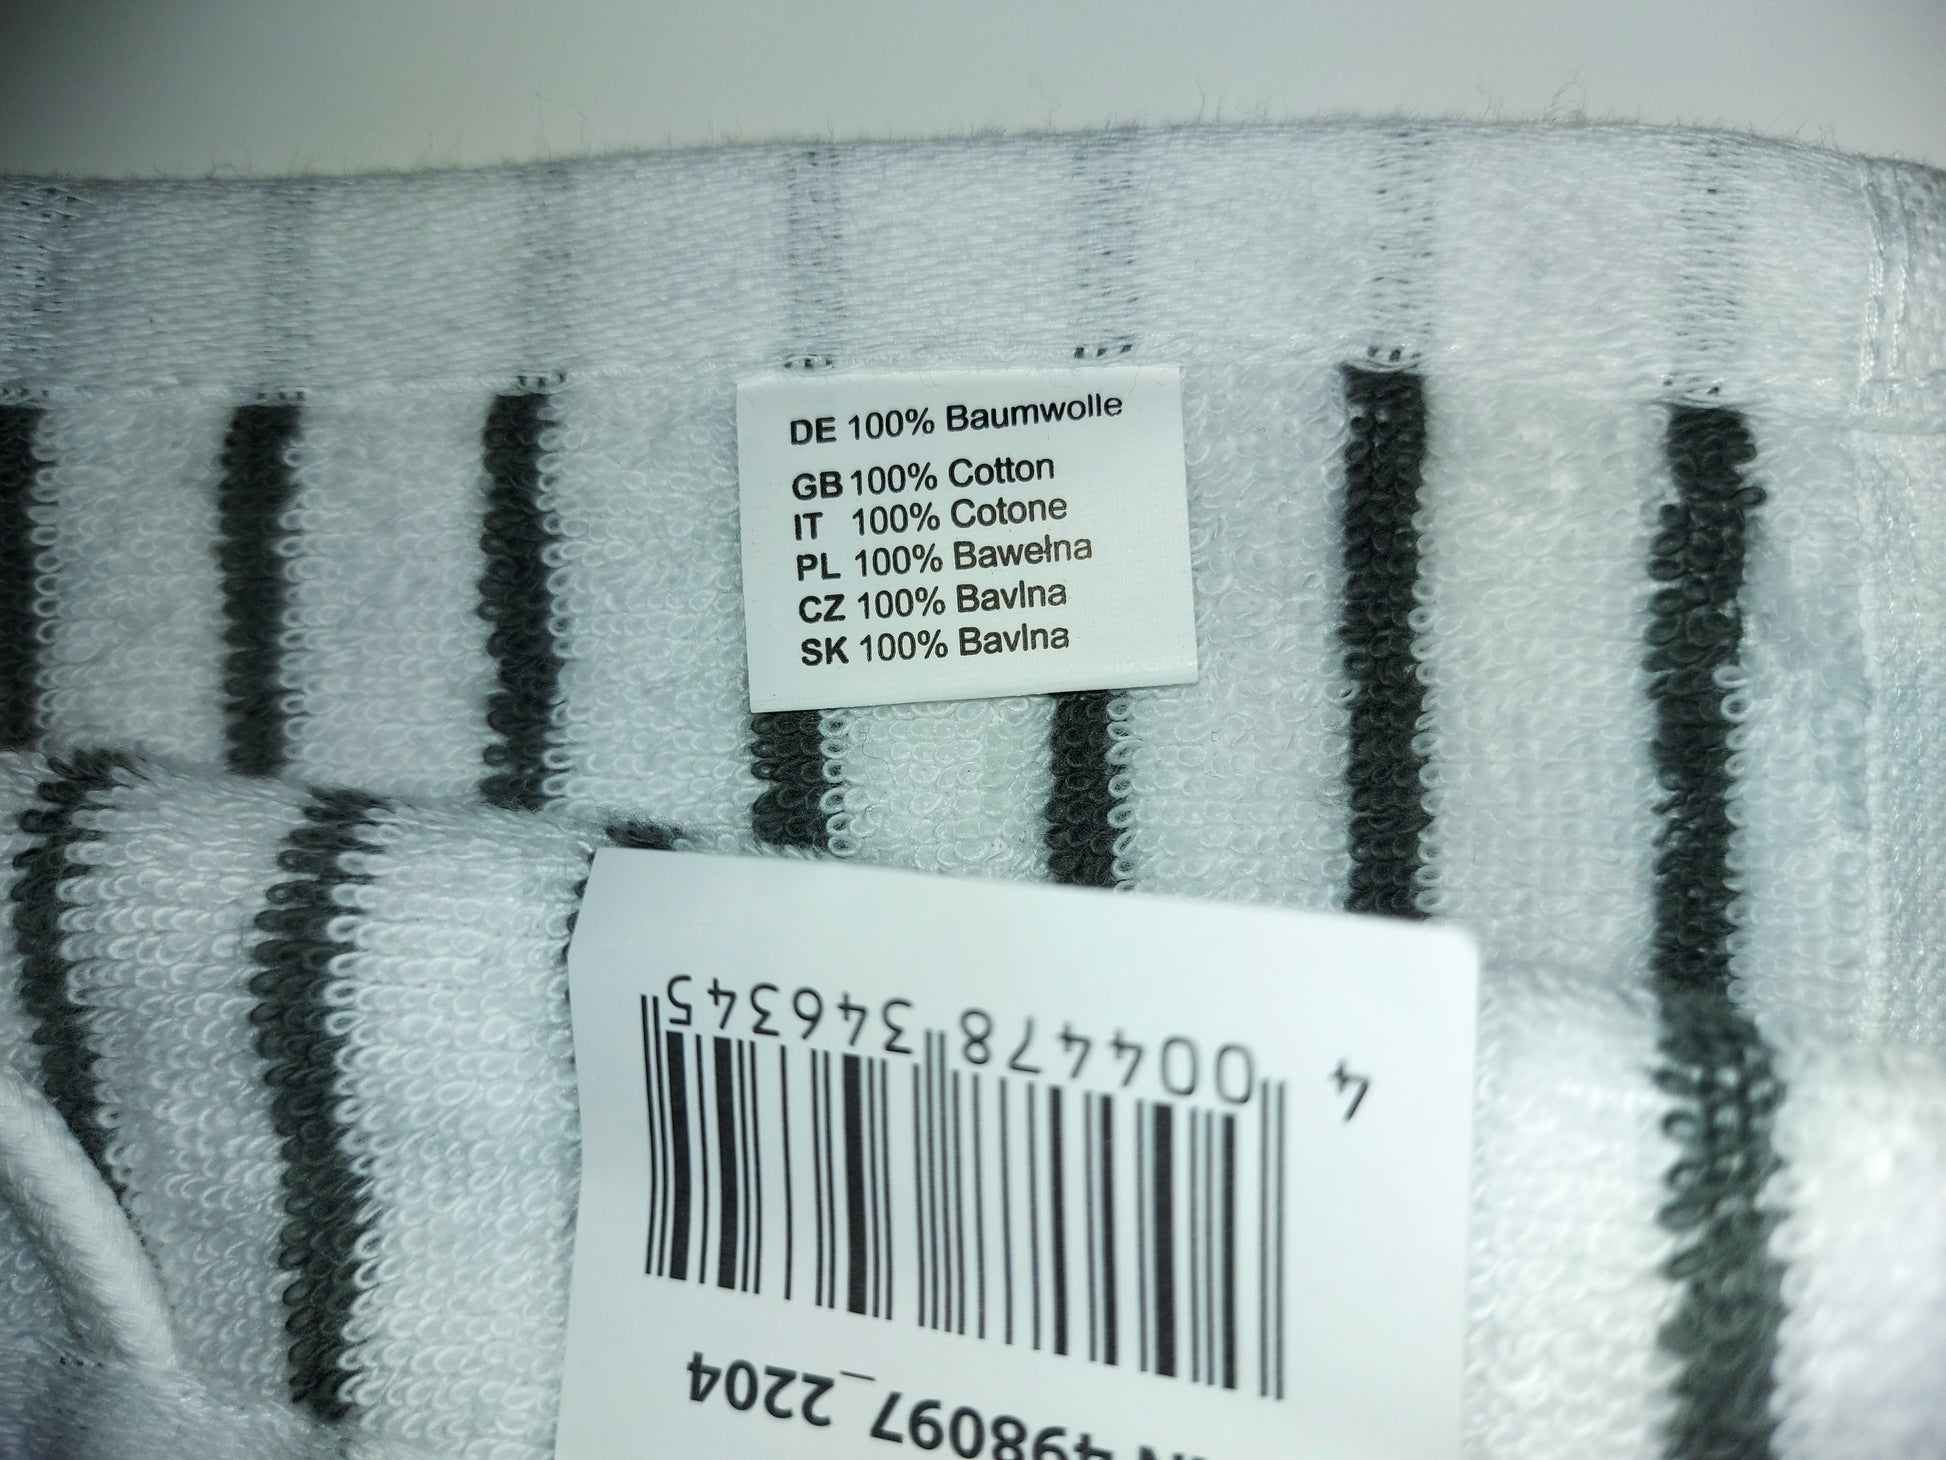 DE 100% Baumwolle
GB 100% Cotton
IT 100% Cotone
PL 100% Bawełna
CZ 100% Bavlna
SK 100% Bavlna
4 004478 346345
498097_2204